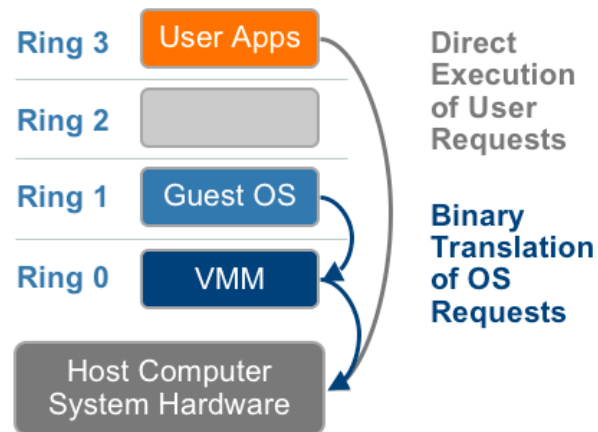 Ring 3
User Apps
Ring 2
Ring 1
Guest OS
Ring 0
VMM
Host Computer
System Hardware
Direct
Execution
of User
Requests
Binary
Translation
of OS
Requests